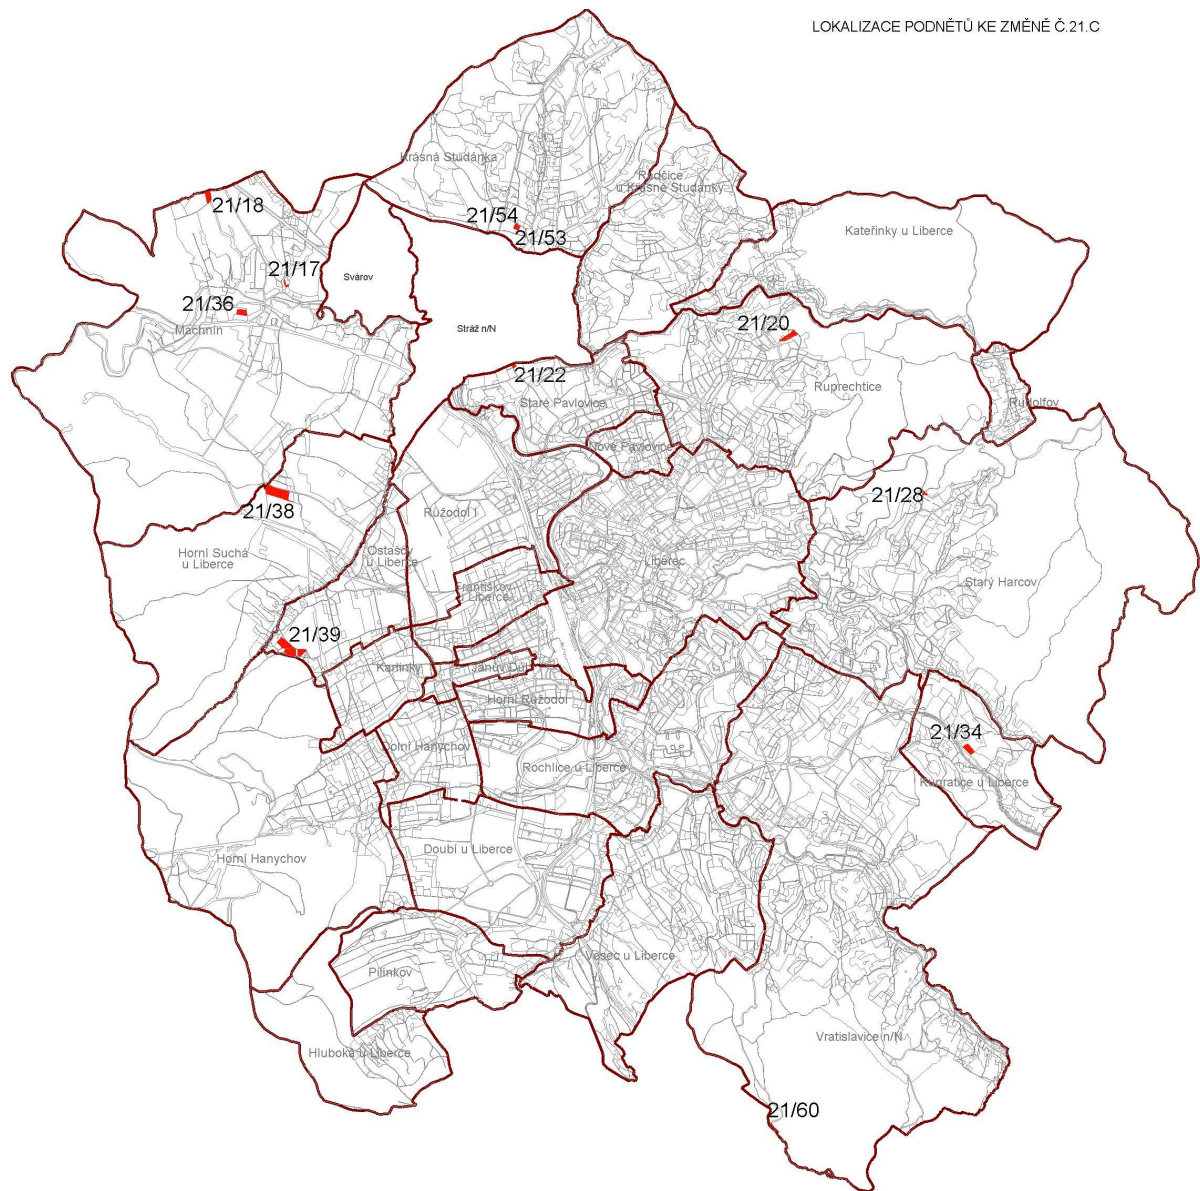 LOKALIZACE PODNĚTŮ KE ZMĚNĚ Č.21.C
Krásná Studánka
Radčice
u Krásné Studánky
21/18
21/54
21/53
Kateřinky u Liberce
21/17
Svárov
21/36
Machnín
Stráž n/N
21/20
21/22
Ruprechtice
Staré Pavlovice
Rudolfov
Nové Pavlovice
21/28
21/38
Růžodol I
Horní Suchá
u Liberce
Ostašov
u Liberce
Liberec
Starý Harcov
Františkov
u Liberce
21/39
Karlinky
Janův Důl
Horní Růžodol
21/34
Dolní Hanychov
Rochlice u Liberce
Kunratice u Liberce
Doubí u Liberce
Horní Hanychov
Vesec u Liberce
Pilínkov
Vratislavice n/N
Hluboká u Liberce
21/60